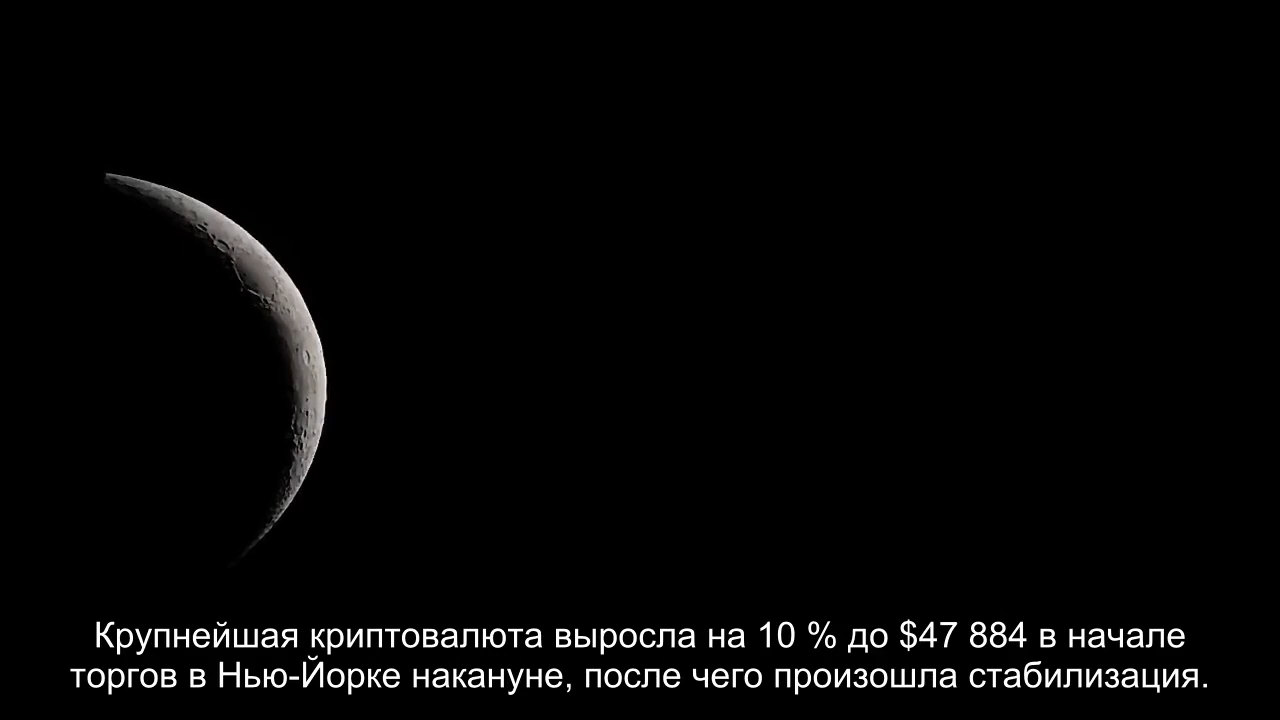 Крупнейшая криптовалюта выросла на 10 % до $47 884 в начале
торгов в Нью-Йорке накануне, после чего произошла стабилизация.